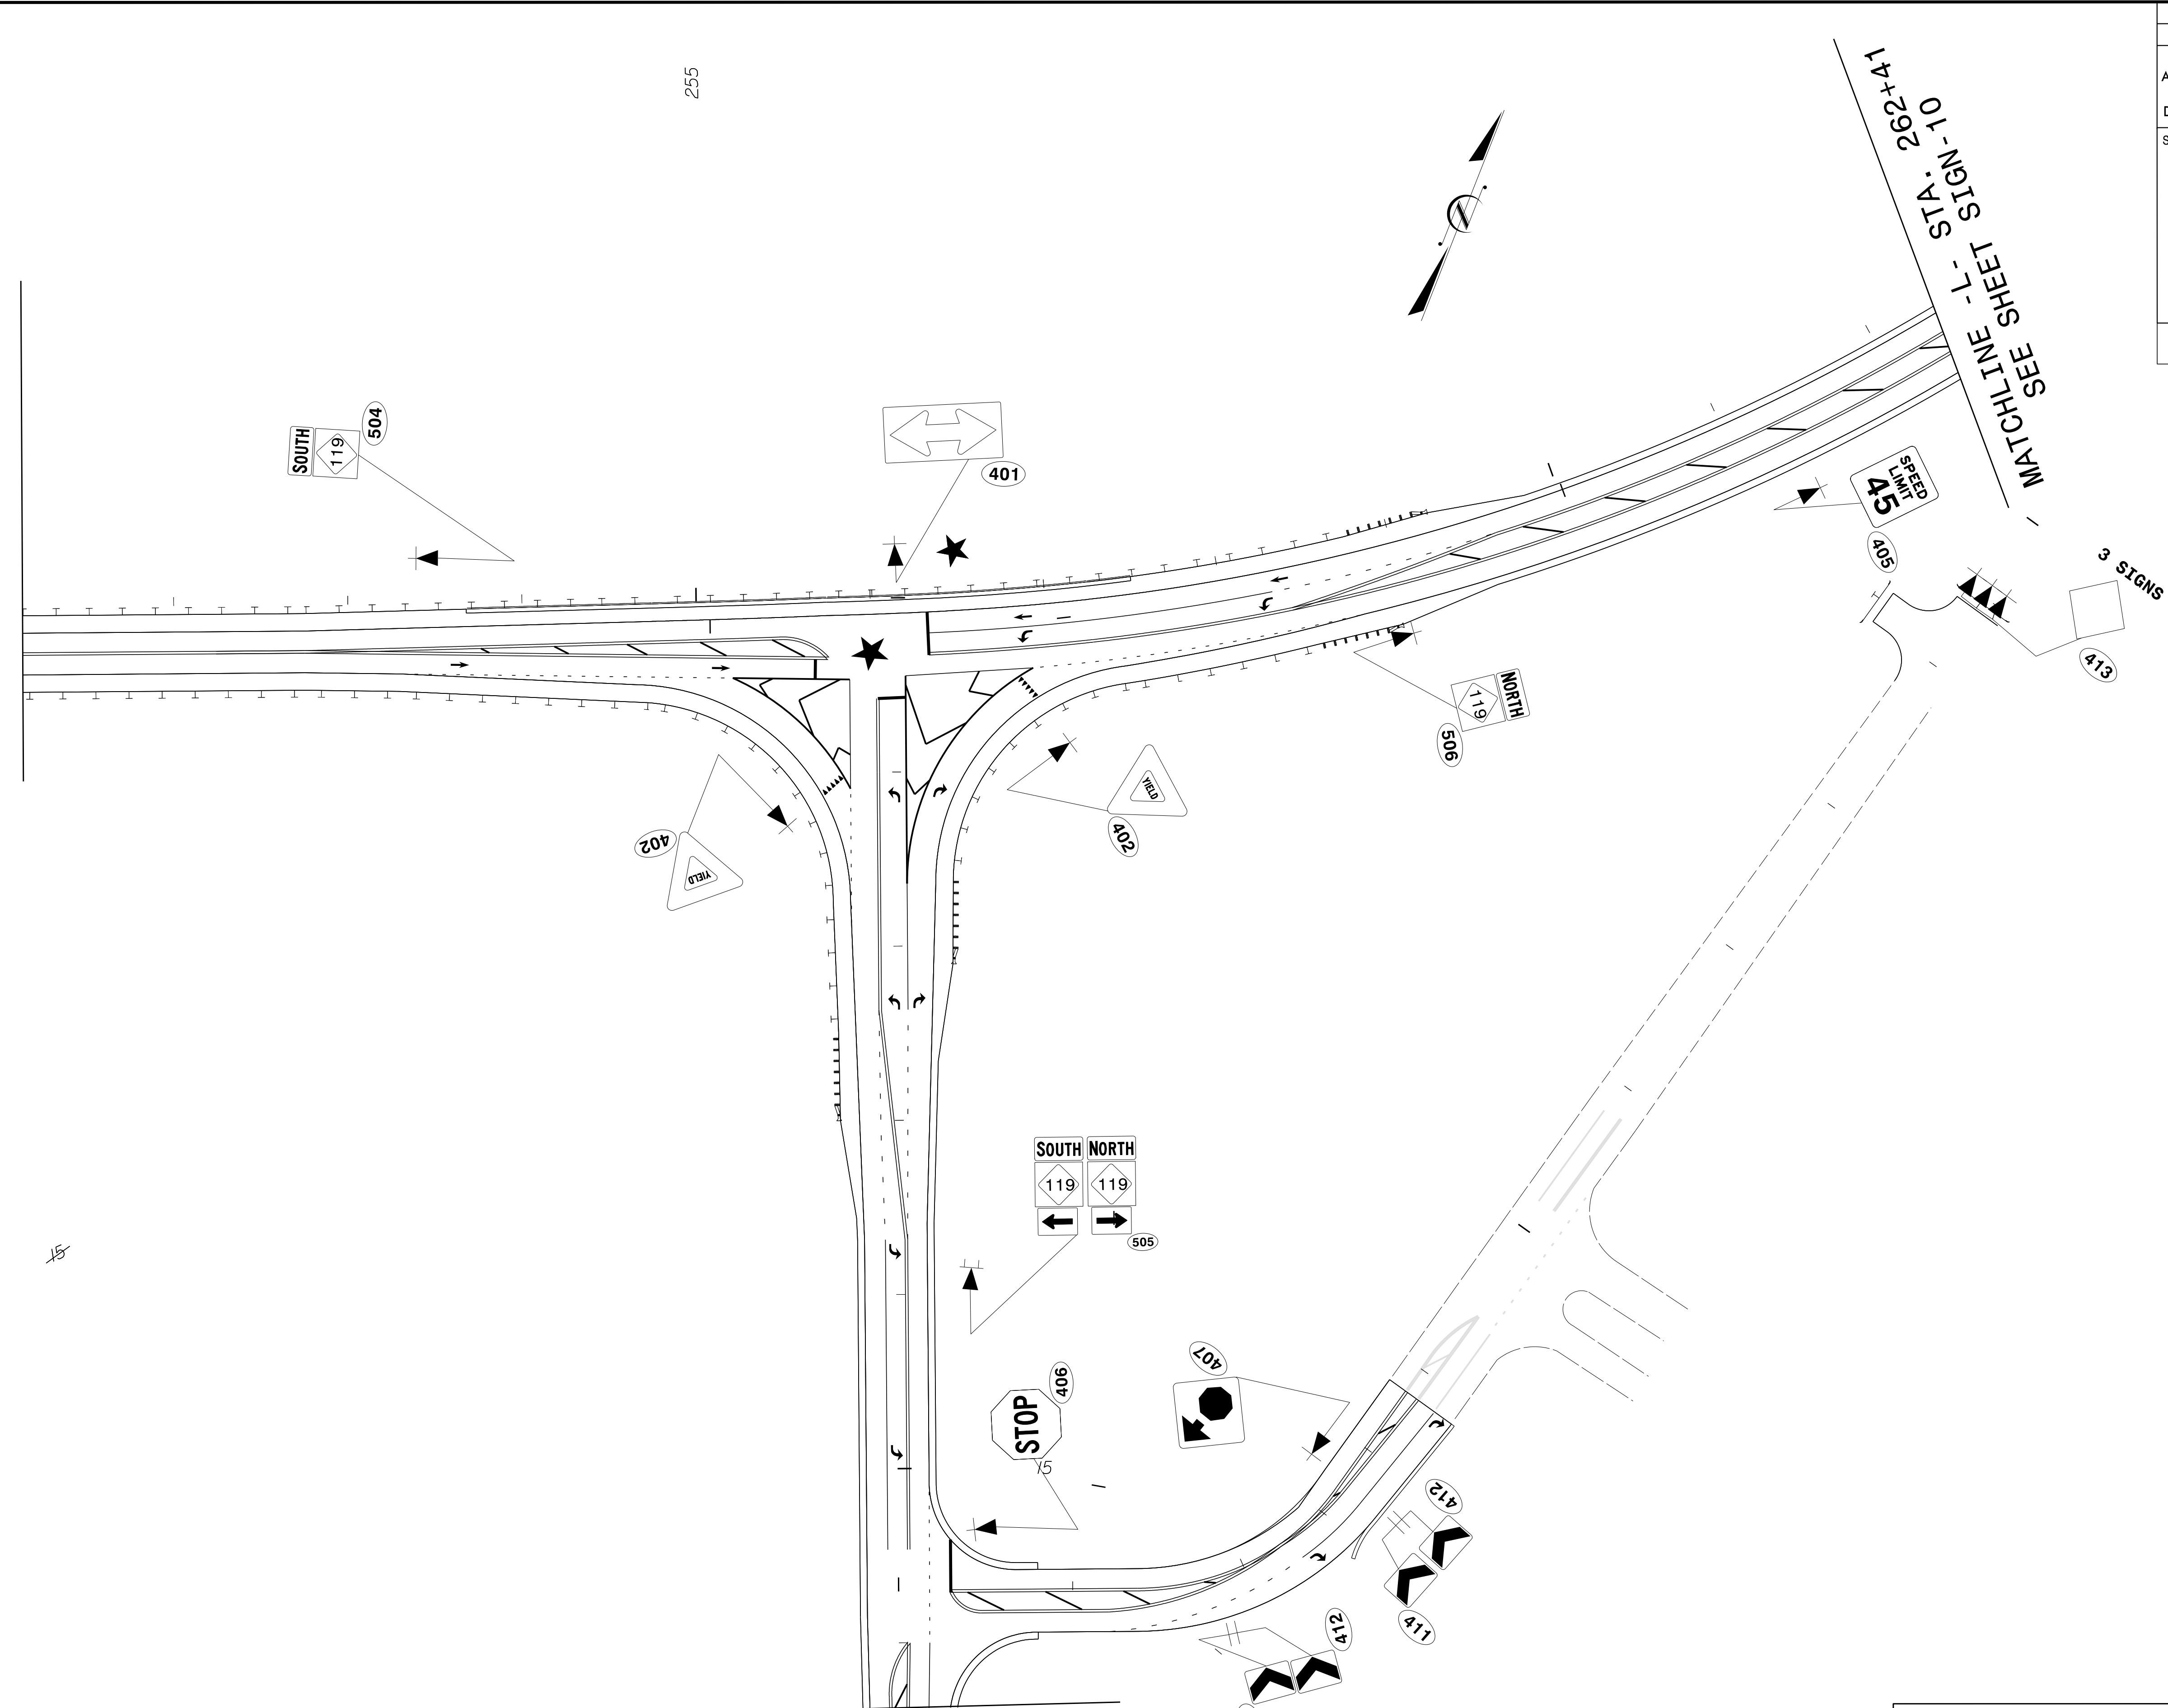 255
MATCHLINE -L- STA. 262+41
SEE SHEET SIGN-10
A
S
504
SOUTH
119
401
SPEED
LIMIT
45
405
3 SIGNS
413
NORTH
119
506
YIELD
402
402
YIELD
SOUTH NORTH
119 119
505
15
407
406
STOP
15
412
411
412